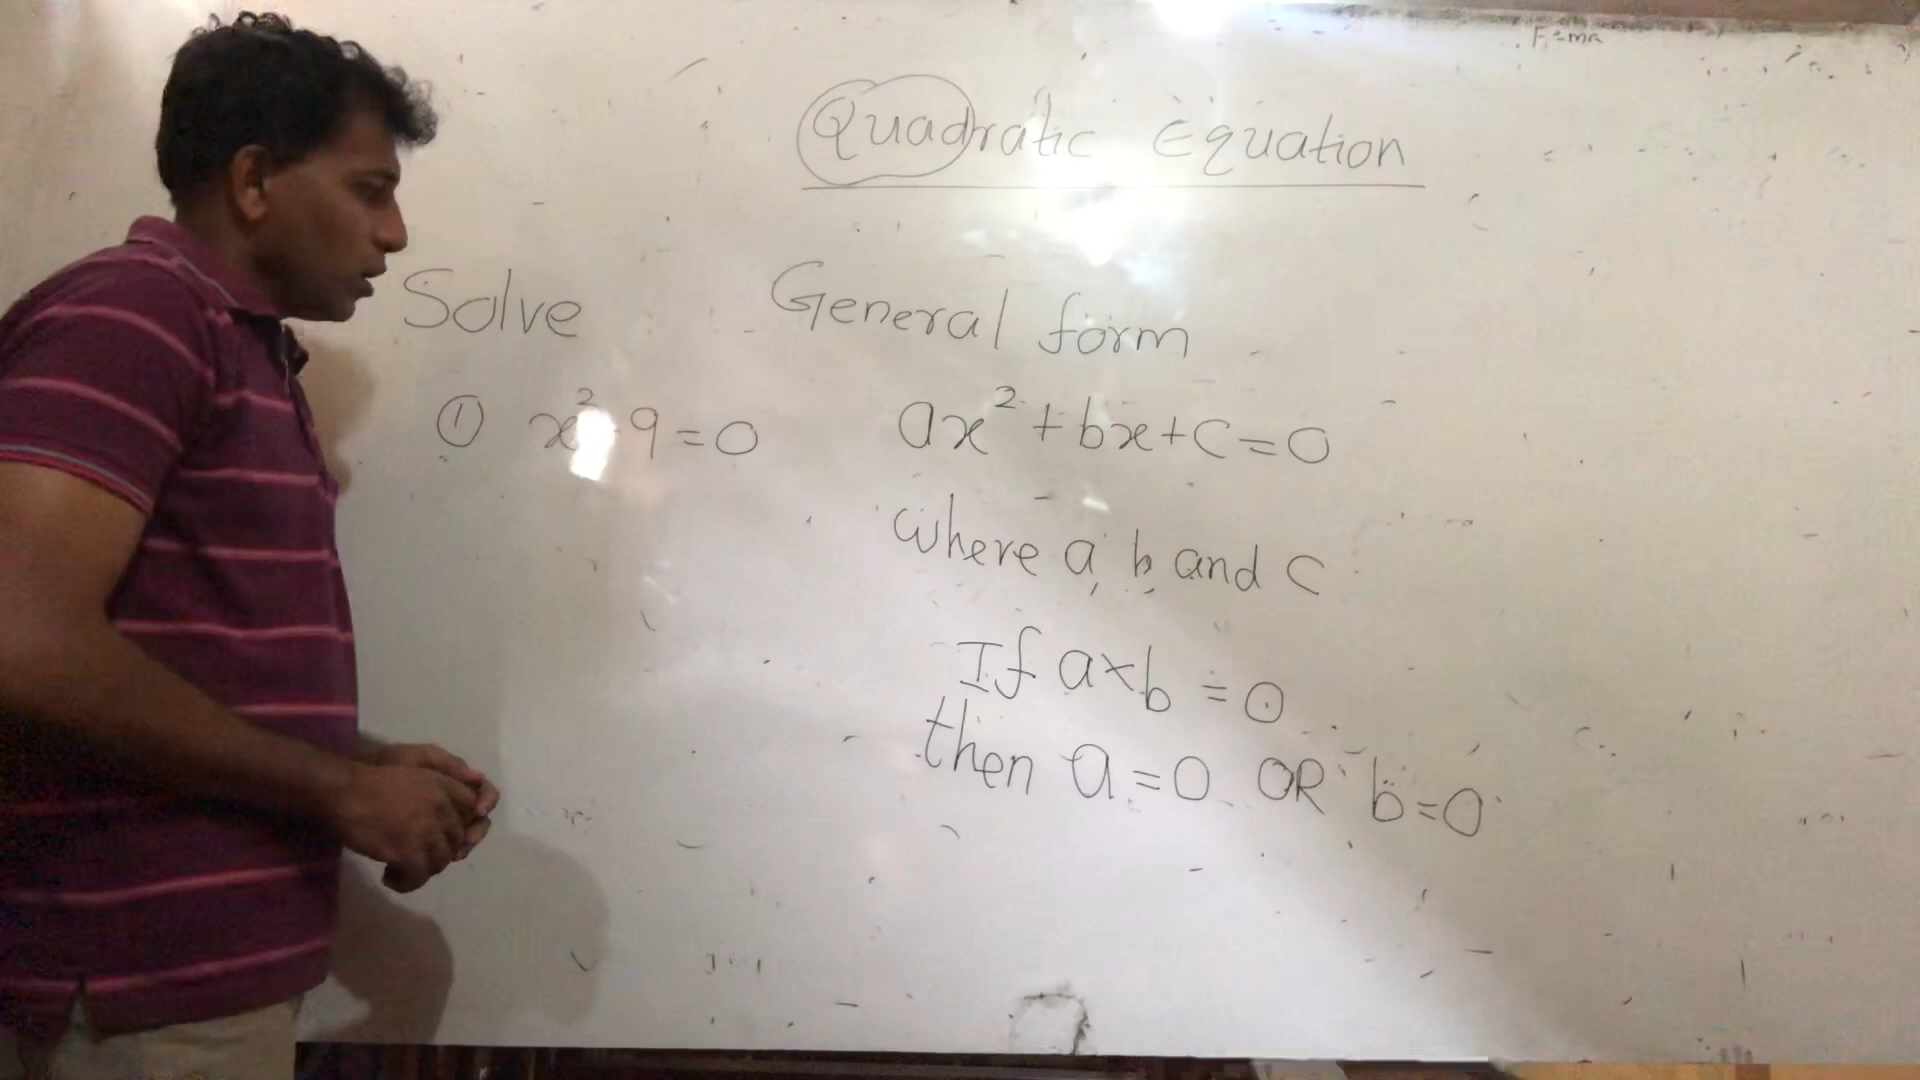 F=ma
Quadratic Equation
Solve
① x² 9=0
General form
ax²+bx+c=0
where a, b, and c
If a×b =0
then a=0 OR b=0